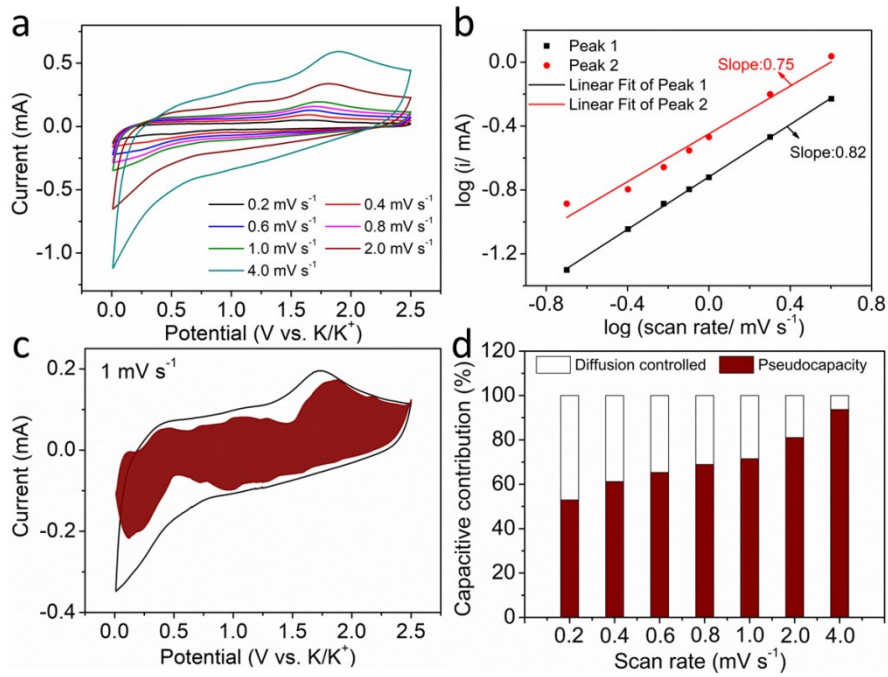 a
Current (mA)
0.5
0.0
-0.5
-1.0
0.2 mV s⁻¹ 0.4 mV s⁻¹
0.6 mV s⁻¹ 0.8 mV s⁻¹
1.0 mV s⁻¹ 2.0 mV s⁻¹
4.0 mV s⁻¹
0.0 0.5 1.0 1.5 2.0 2.5
Potential (V vs. K/K⁺)
b
log (i/ mA)
0.0
-0.4
-0.8
-1.2
Peak 1
Peak 2
Linear Fit of Peak 1
Linear Fit of Peak 2
Slope:0.75
Slope:0.82
-0.8 -0.4 0.0 0.4 0.8
log (scan rate/ mV s⁻¹)
c
1 mV s⁻¹
Current (mA)
0.2
0.0
-0.2
-0.4
0.0 0.5 1.0 1.5 2.0 2.5
Potential (V vs. K/K⁺)
d
Capacitive contribution (%)
120
100
80
60
40
20
0
Diffusion controlled Pseudocapacity
0.2 0.4 0.6 0.8 1.0 2.0 4.0
Scan rate (mV s⁻¹)